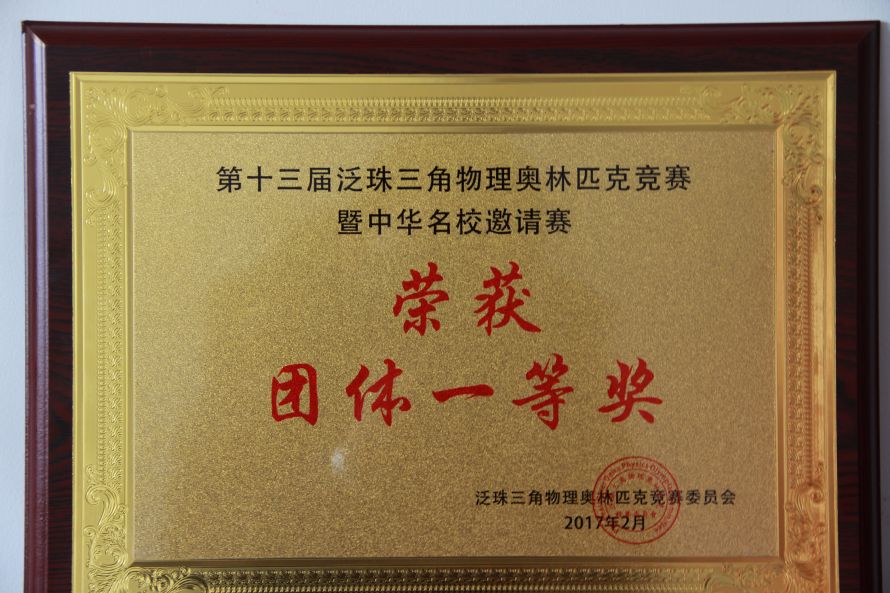 第十三届泛珠三角物理奥林匹克竞赛
暨中华名校邀请赛
荣获
团体一等奖
泛珠三角物理奥林匹克竞赛委员会
2017年2月